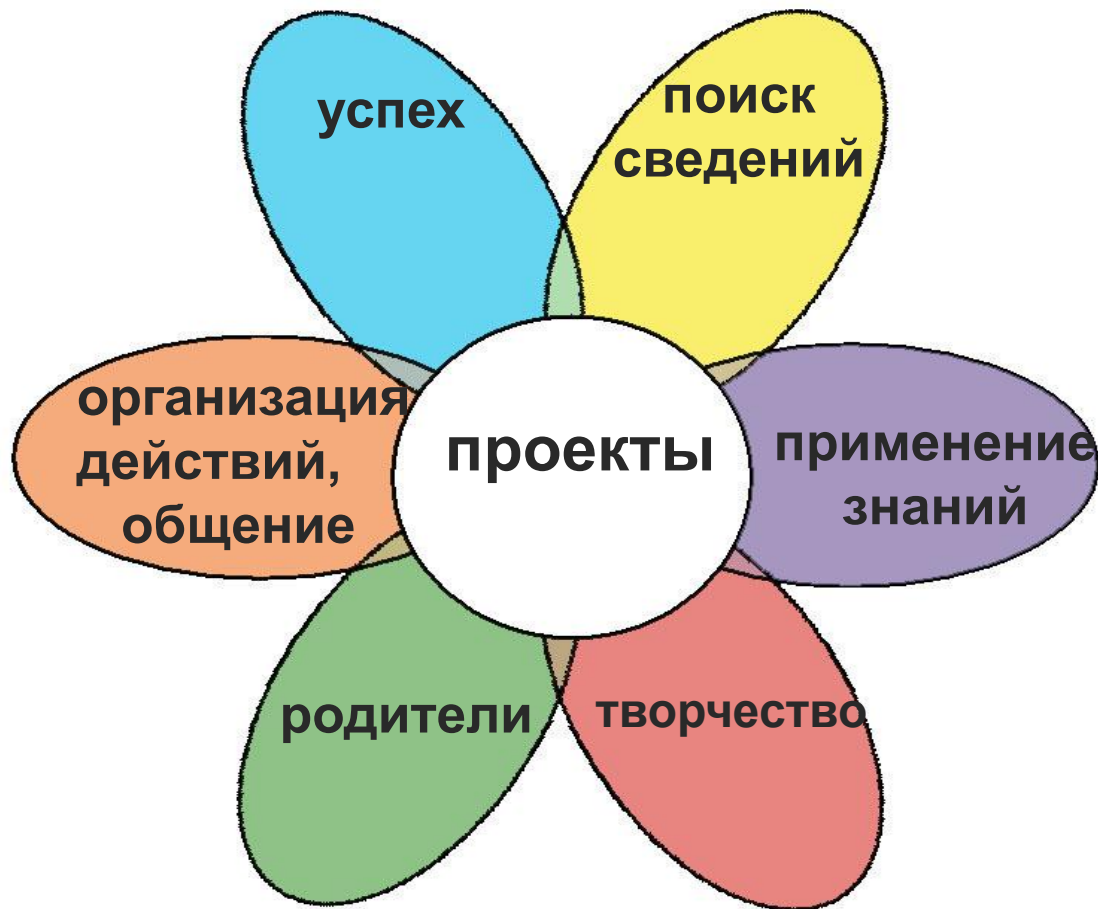 успех
поиск
сведений
организация
действий,
общение
проекты
применение
знаний
родители
творчество